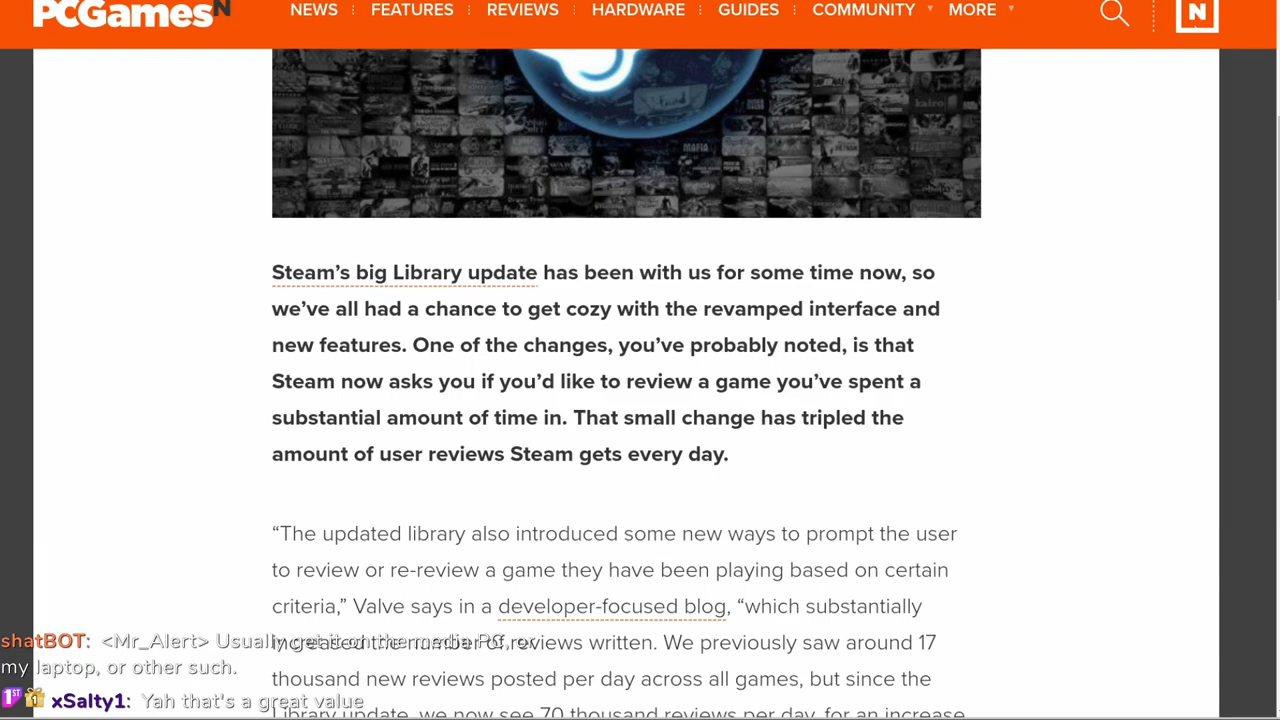 PCGamesN
NEWS
FEATURES
REVIEWS
HARDWARE
GUIDES
COMMUNITY
MORE
N
kairo
MAFIA
Steam’s big Library update has been with us for some time now, so
we’ve all had a chance to get cozy with the revamped interface and
new features. One of the changes, you’ve probably noted, is that
Steam now asks you if you’d like to review a game you’ve spent a
substantial amount of time in. That small change has tripled the
amount of user reviews Steam gets every day.
“The updated library also introduced some new ways to prompt the user
to review or re-review a game they have been playing based on certain
criteria,” Valve says in a developer-focused blog, “which substantially
increased the number of reviews written. We previously saw around 17
thousand new reviews posted per day across all games, but since the
Library update, we now see 70 thousand reviews per day, for an increase
shatBOT: <Mr_Alert> Usually get it on the media PC, or
my laptop, or other such.
1ST 1 xSalty1: Yah that's a great value